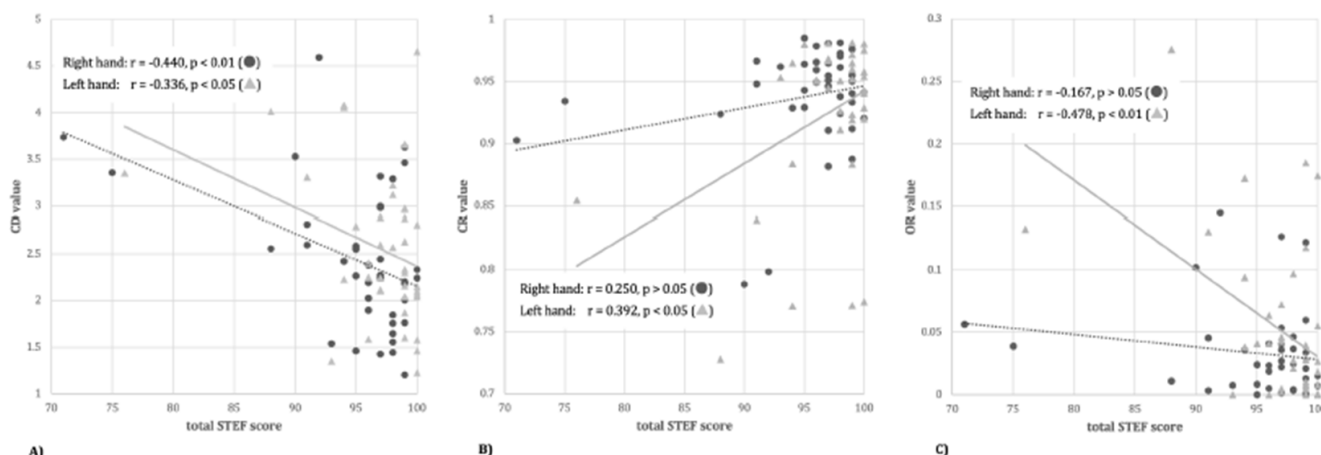 5
4.5
4
3.5
3
2.5
2
1.5
1
CD value
Right hand: r = -0.440, p < 0.01 (●)
Left hand: r = -0.336, p < 0.05 (▲)
70 75 80 85 90 95 100
total STEF score
A)
1
0.95
0.9
0.85
0.8
0.75
0.7
CR value
Right hand: r = 0.250, p > 0.05 (●)
Left hand: r = 0.392, p < 0.05 (▲)
70 75 80 85 90 95 100
total STEF score
B)
0.3
0.25
0.2
0.15
0.1
0.05
0
OR value
Right hand: r = -0.167, p > 0.05 (●)
Left hand: r = -0.478, p < 0.01 (▲)
70 75 80 85 90 95 100
total STEF score
C)